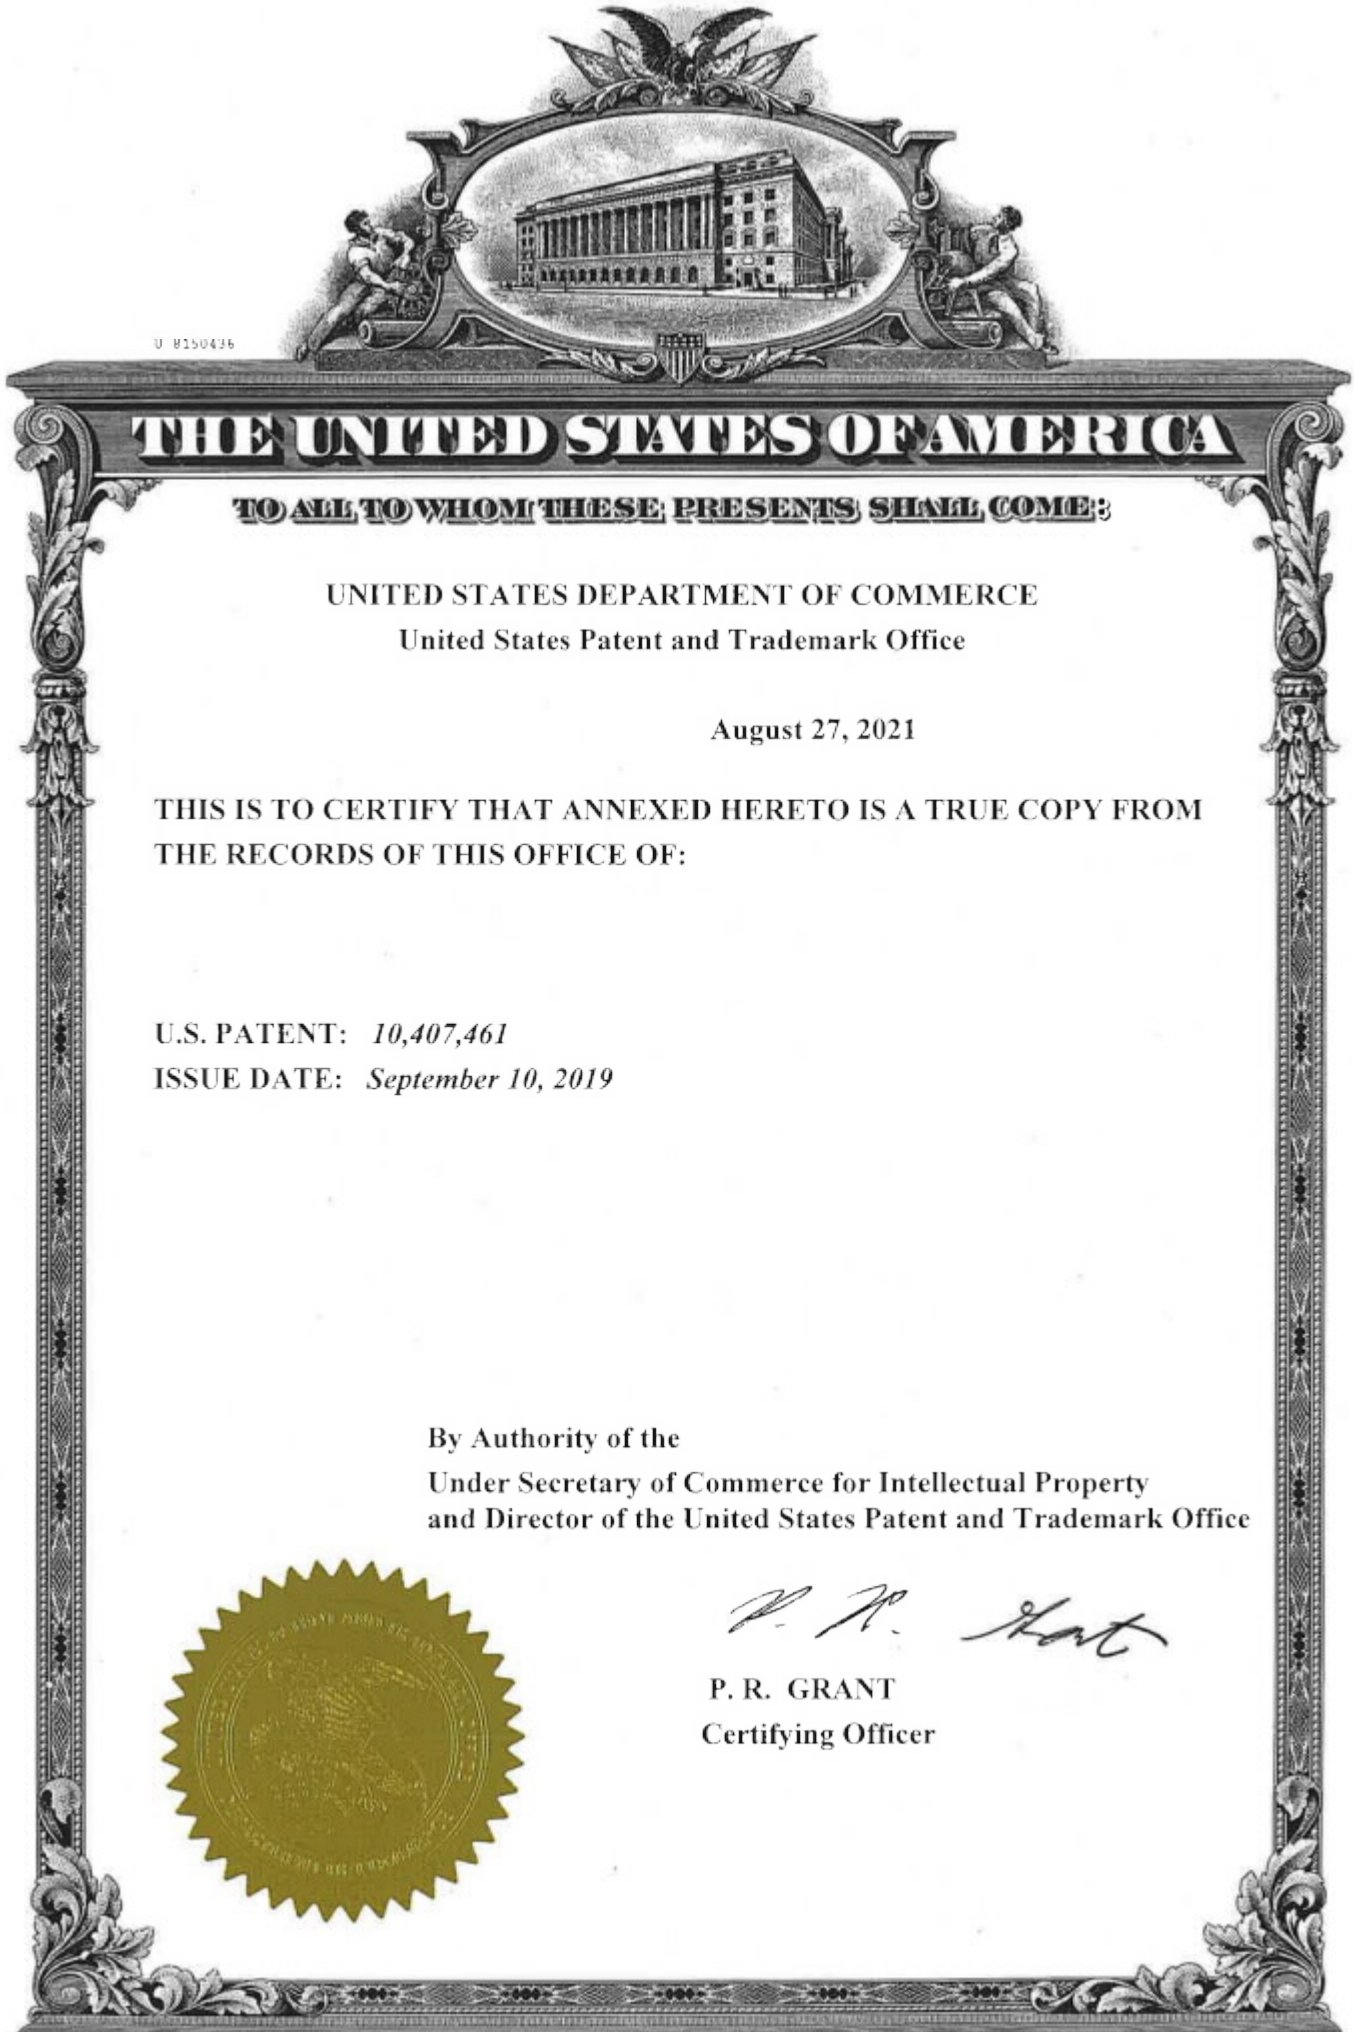 U 8150436
THE UNITED STATES OF AMERICA
TO ALL TO WHOM THESE PRESENTS SHALL COME:
UNITED STATES DEPARTMENT OF COMMERCE
United States Patent and Trademark Office
August 27, 2021
THIS IS TO CERTIFY THAT ANNEXED HERETO IS A TRUE COPY FROM
THE RECORDS OF THIS OFFICE OF:
U.S. PATENT: 10,407,461
ISSUE DATE: September 10, 2019
By Authority of the
Under Secretary of Commerce for Intellectual Property
and Director of the United States Patent and Trademark Office
P. R. Grant
P. R. GRANT
Certifying Officer